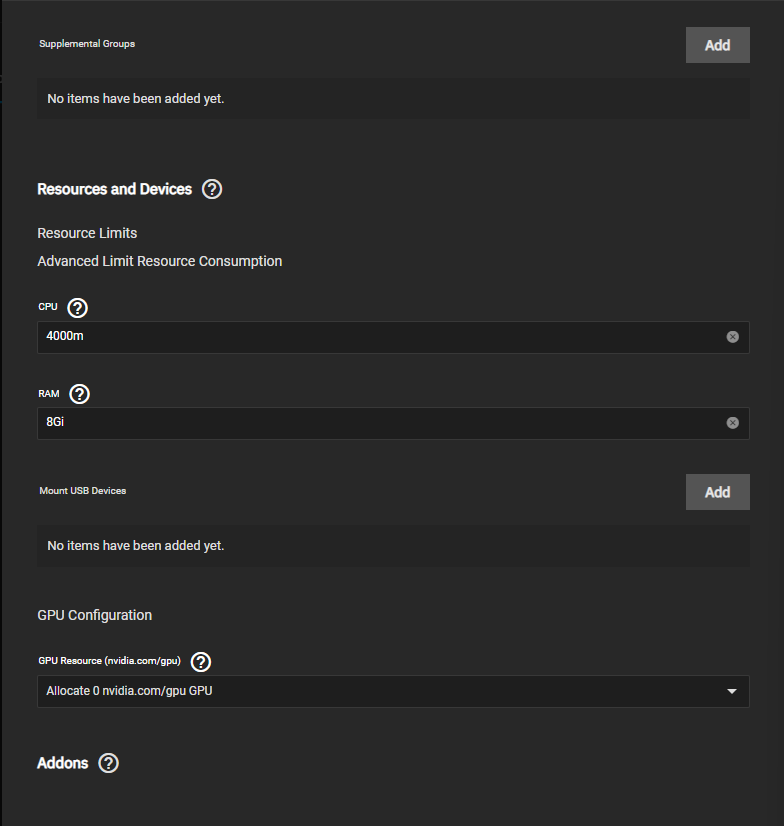 Supplemental Groups
Add
No items have been added yet.
Resources and Devices
Resource Limits
Advanced Limit Resource Consumption
CPU
4000m
RAM
8Gi
Mount USB Devices
Add
No items have been added yet.
GPU Configuration
GPU Resource (nvidia.com/gpu)
Allocate 0 nvidia.com/gpu GPU
Addons